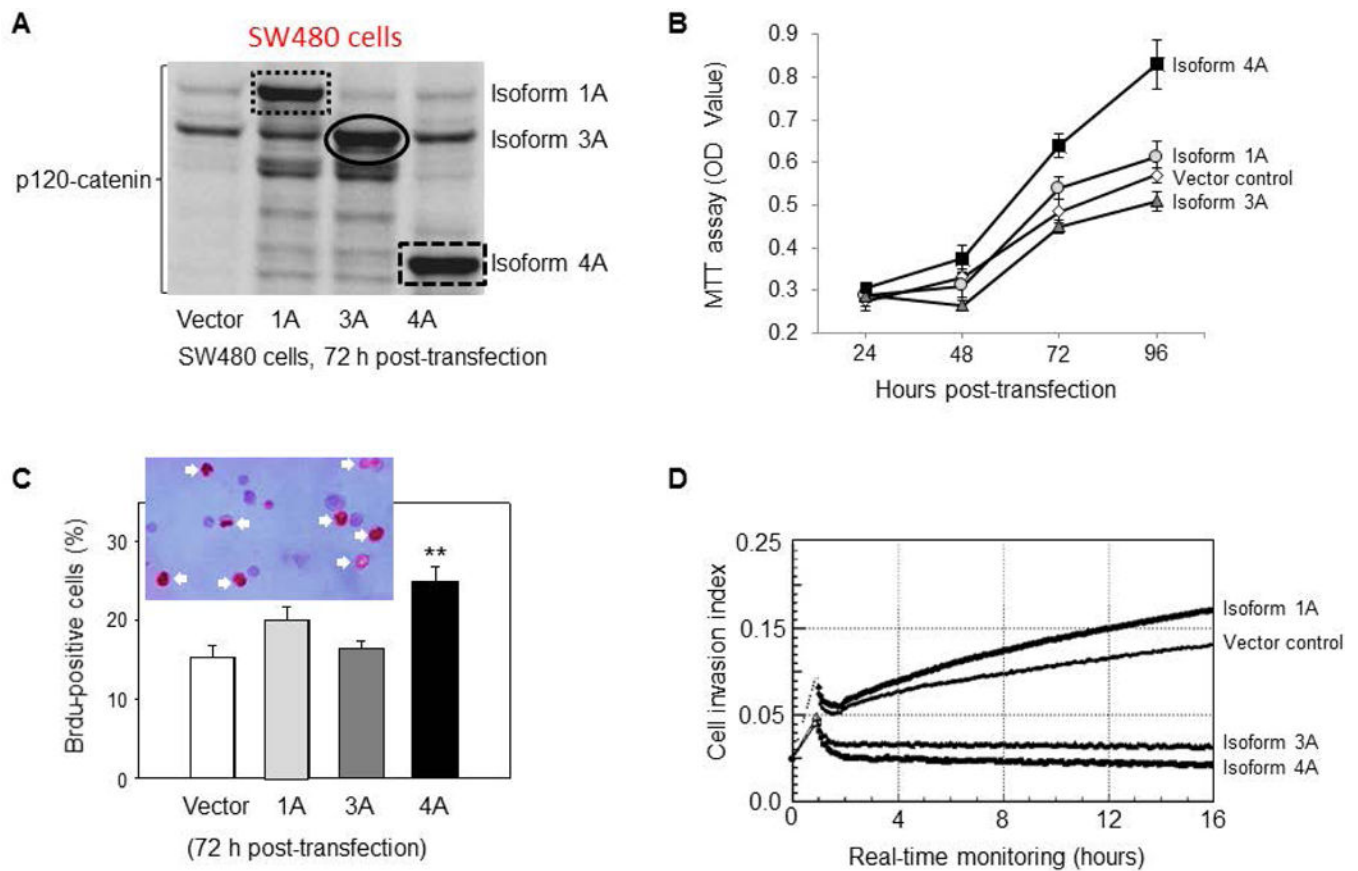 A
SW480 cells
Isoform 1A
Isoform 3A
p120-catenin
Isoform 4A
Vector 1A 3A 4A
SW480 cells, 72 h post-transfection
B
MTT assay (OD Value)
0.9
0.8
0.7
0.6
0.5
0.4
0.3
0.2
Isoform 4A
Isoform 1A
Vector control
Isoform 3A
24 48 72 96
Hours post-transfection
C
Brdu-positive cells (%)
30
20
10
0
**
Vector 1A 3A 4A
(72 h post-transfection)
D
Cell invasion index
0.25
0.15
0.05
0.0
Isoform 1A
Vector control
Isoform 3A
Isoform 4A
0 4 8 12 16
Real-time monitoring (hours)